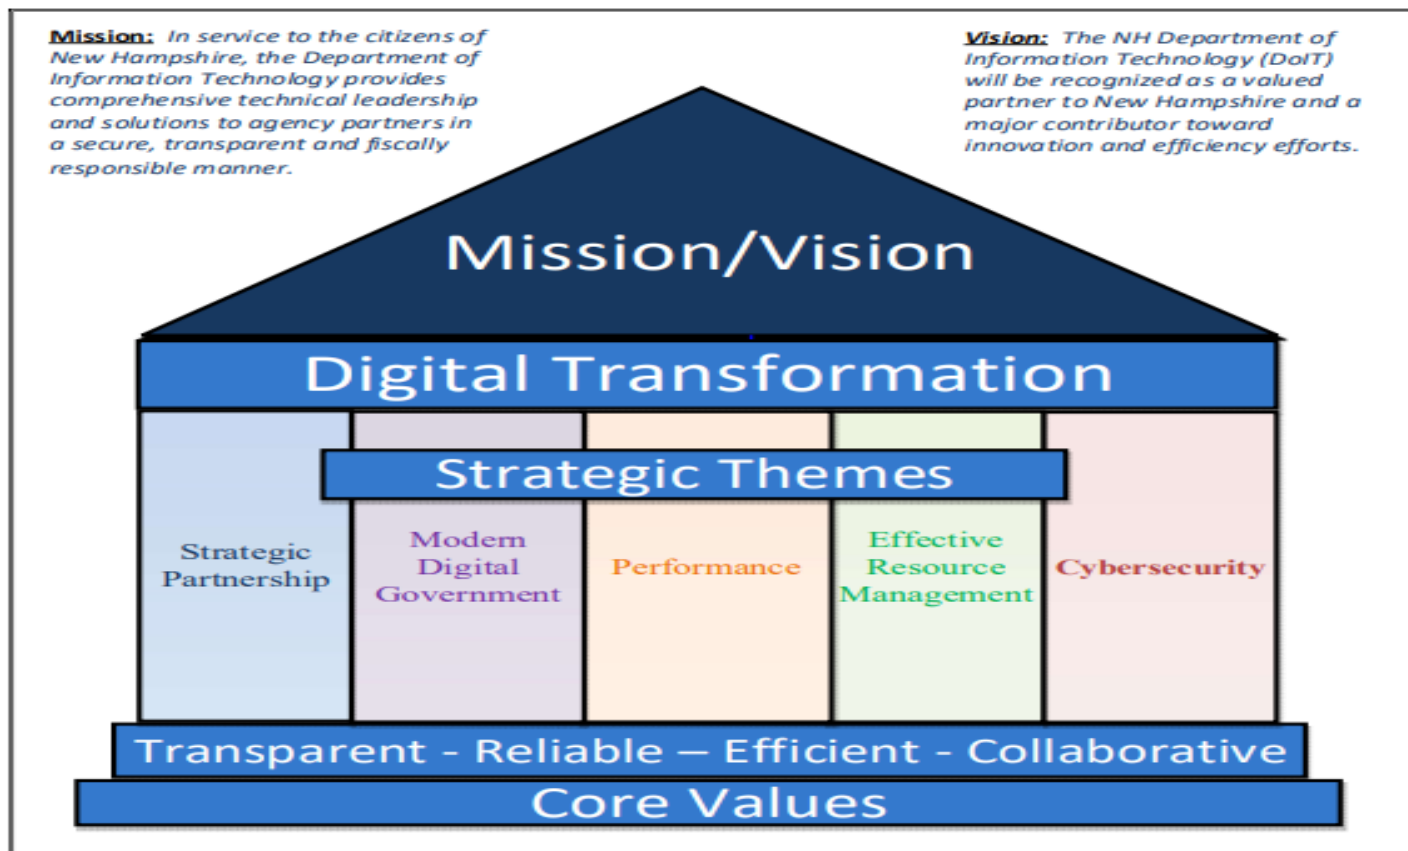 Mission: In service to the citizens of
New Hampshire, the Department of
Information Technology provides
comprehensive technical leadership
and solutions to agency partners in
a secure, transparent and fiscally
responsible manner.
Vision: The NH Department of
Information Technology (DoIT)
will be recognized as a valued
partner to New Hampshire and a
major contributor toward
innovation and efficiency efforts.
Mission/Vision
Digital Transformation
Strategic Themes
Strategic
Partnership
Modern
Digital
Government
Performance
Effective
Resource
Management
Cybersecurity
Transparent - Reliable – Efficient - Collaborative
Core Values